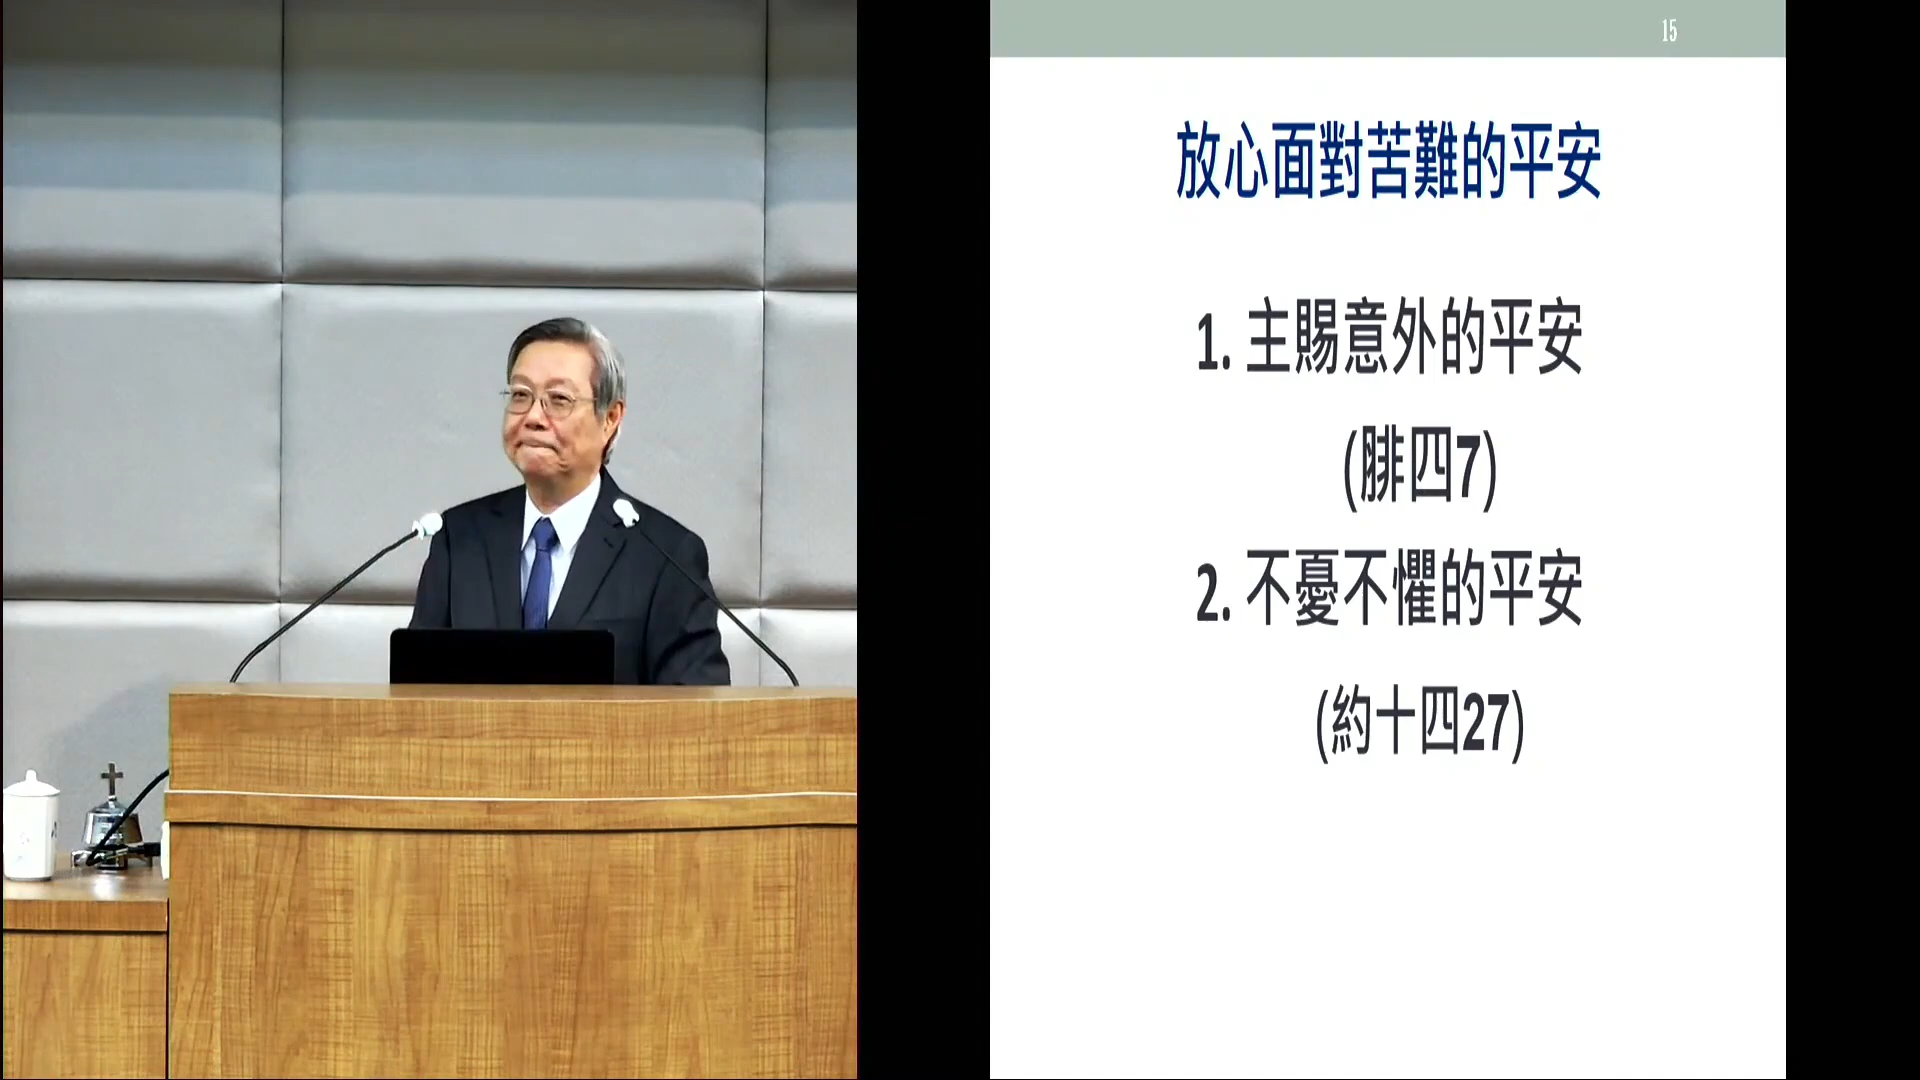 15
放心面對苦難的平安
1. 主賜意外的平安
(腓四7)
2. 不憂不懼的平安
(約十四27)